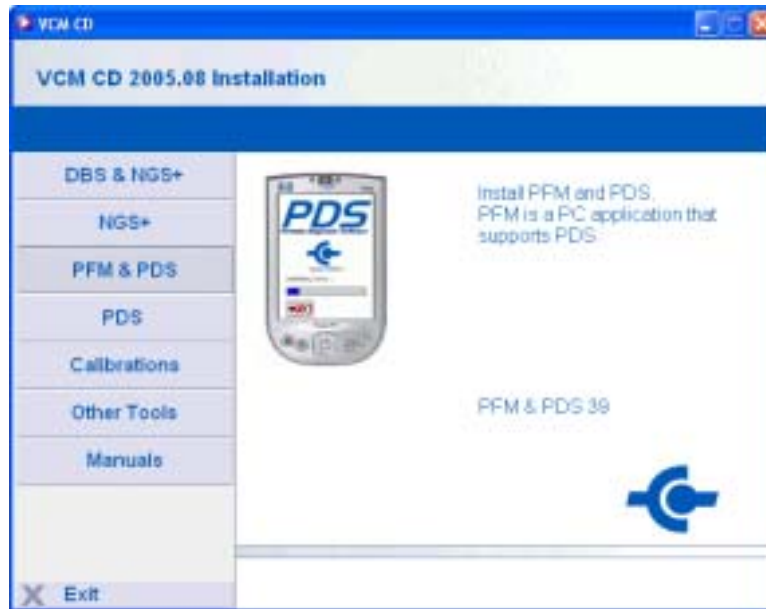 VCM CD
VCM CD 2005.08 Installation
DBS & NGS+
NGS+
PFM & PDS
PDS
Calibrations
Other Tools
Manuals
Exit
PDS
Install PFM and PDS.
PFM is a PC application that
supports PDS
PFM & PDS 39